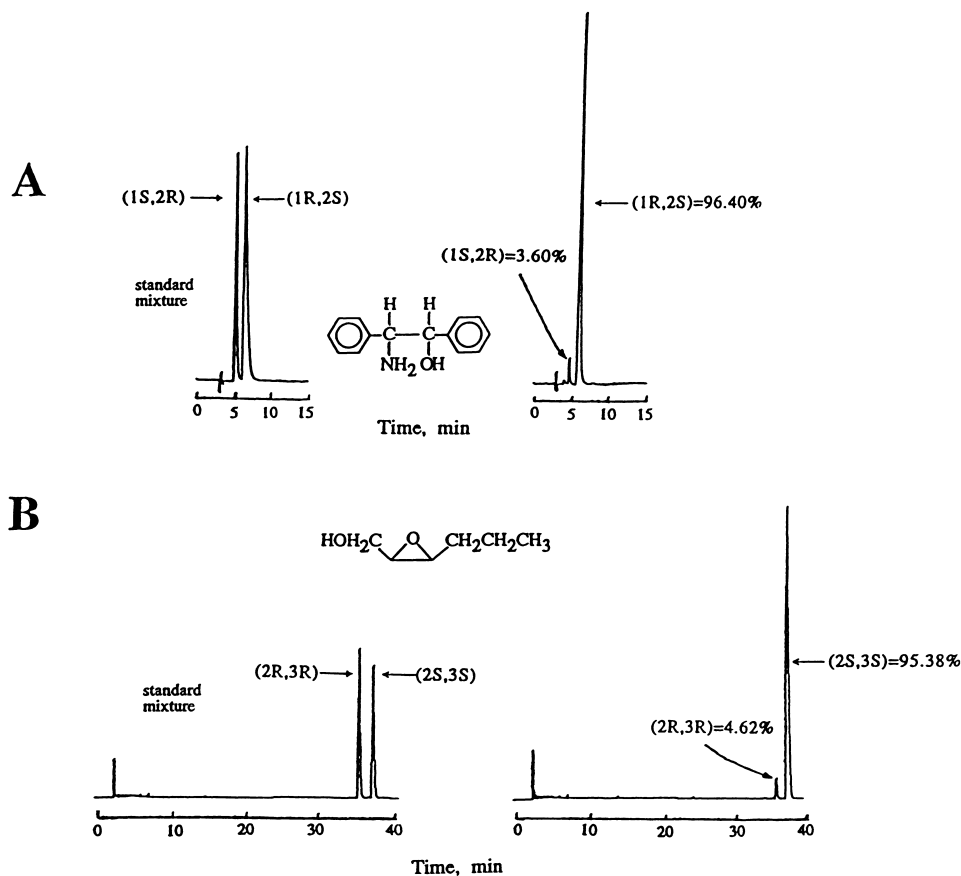 A
(1S,2R)
(1R,2S)
(1R,2S)=96.40%
(1S,2R)=3.60%
standard
mixture
H H
C C
NH2 OH
0 5 10 15
0 5 10 15
Time, min
B
HOH2C O CH2CH2CH3
(2R,3R)
(2S,3S)
(2S,3S)=95.38%
standard
mixture
(2R,3R)=4.62%
0 10 20 30 40
0 10 20 30 40
Time, min